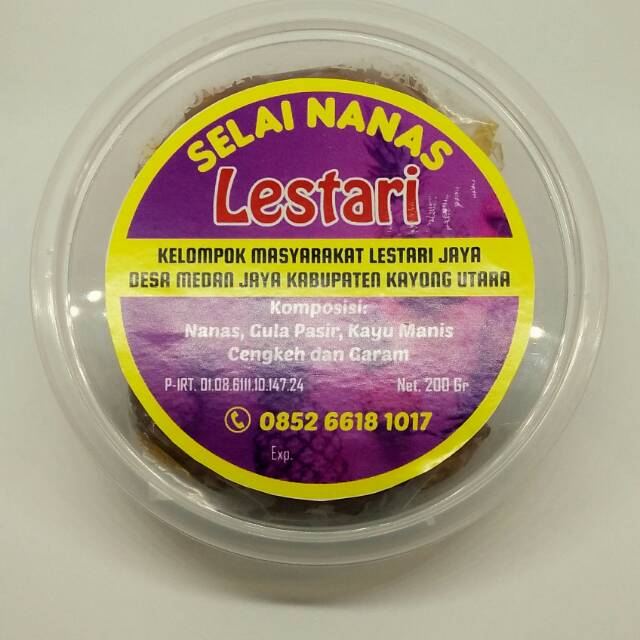 SELAI NANAS
Lestari
KELOMPOK MASYARAKAT LESTARI JAYA
DESA MEDAN JAYA KABUPATEN KAYONG UTARA
Komposisi:
Nanas, Gula Pasir, Kayu Manis
Cengkeh dan Garam
P-IRT. 01.08.6111.10.147.24 Net. 200 Gr
0852 6618 1017
Exp.